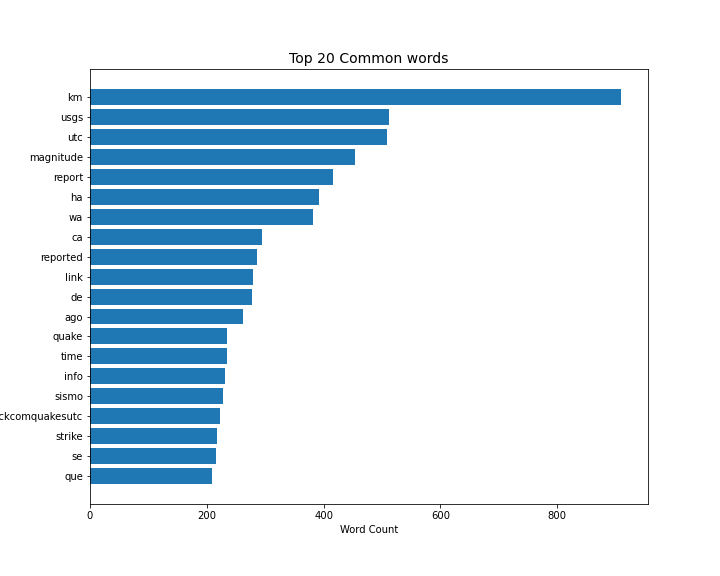 Top 20 Common words
km
usgs
utc
magnitude
report
ha
wa
ca
reported
link
de
ago
quake
time
info
sismo
ckcomquakesutc
strike
se
que
0 200 400 600 800
Word Count